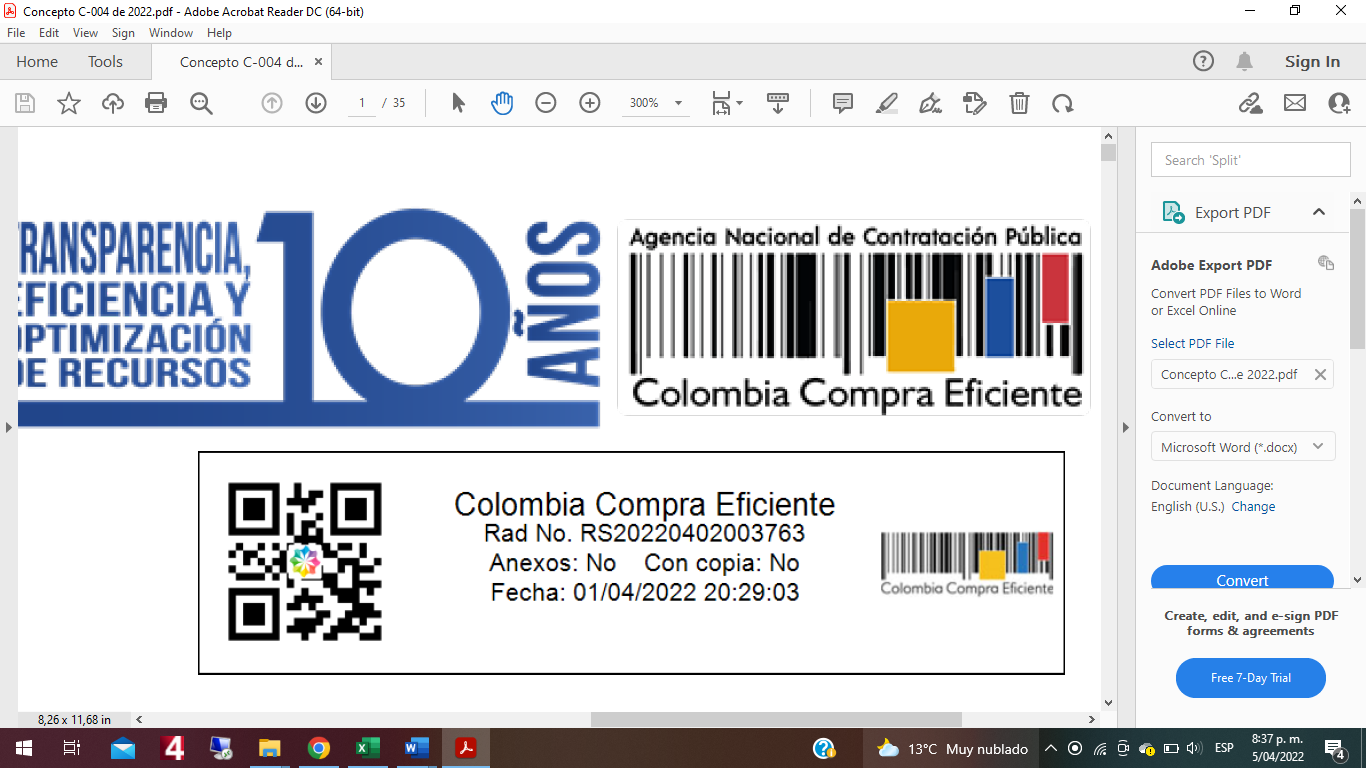 Concepto C-004 de 2022.pdf - Adobe Acrobat Reader DC (64-bit)
File Edit View Sign Window Help
Home Tools Concepto C-004 d... Sign In
1 / 35 300%
TRANSPARENCIA,
EFICIENCIA Y
OPTIMIZACIÓN
DE RECURSOS
10
AÑOS
Agencia Nacional de Contratación Pública
Colombia Compra Eficiente
Colombia Compra Eficiente
Rad No. RS20220402003763
Anexos: No Con copia: No
Fecha: 01/04/2022 20:29:03
Colombia Compra Eficiente
Search 'Split'
Export PDF
Adobe Export PDF
Convert PDF Files to Word
or Excel Online
Select PDF File
Concepto C...e 2022.pdf
Convert to
Microsoft Word (*.docx)
Document Language:
English (U.S.) Change
Convert
Create, edit, and e-sign PDF
forms & agreements
Free 7-Day Trial
8,26 x 11,68 in
4
13°C Muy nublado
ESP
8:37 p. m.
5/04/2022
4